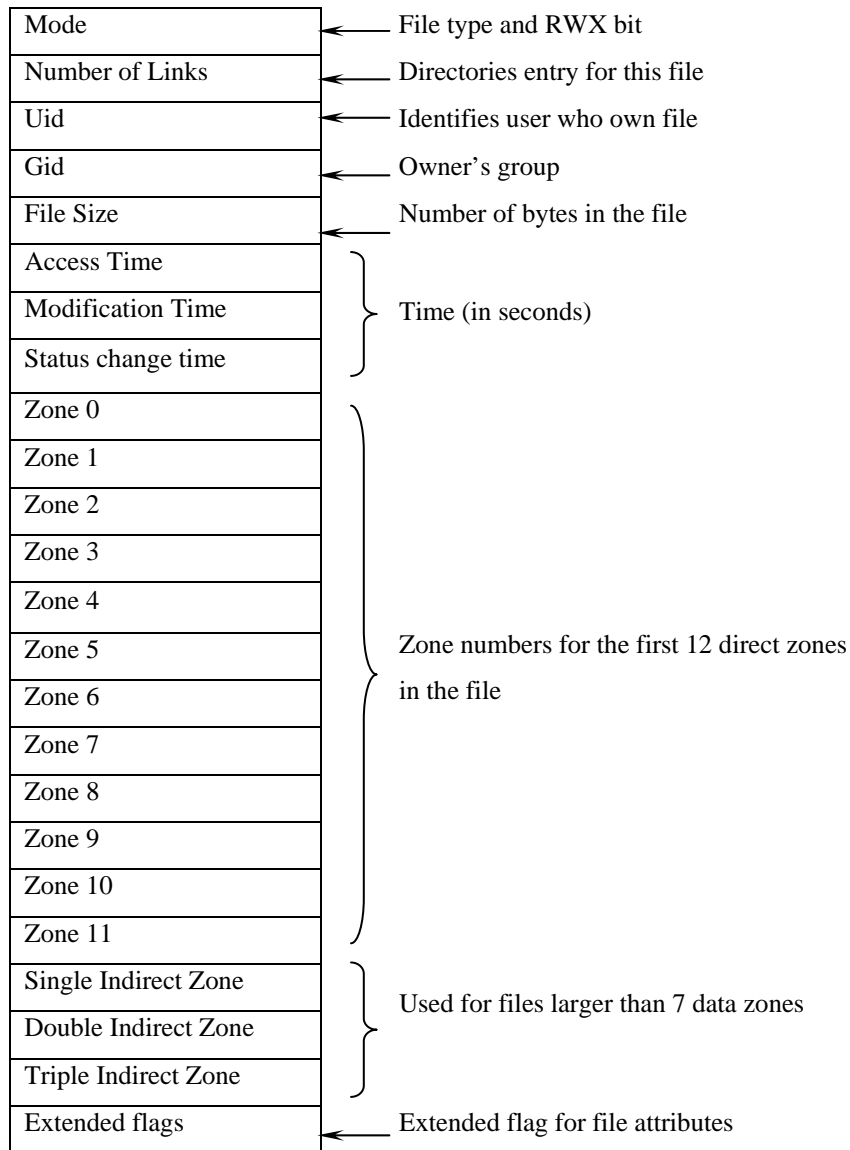 Mode
File type and RWX bit
Number of Links
Directories entry for this file
Uid
Identifies user who own file
Gid
Owner's group
File Size
Number of bytes in the file
Access Time
Modification Time
Time (in seconds)
Status change time
Zone 0
Zone 1
Zone 2
Zone 3
Zone 4
Zone 5
Zone numbers for the first 12 direct zones
in the file
Zone 6
Zone 7
Zone 8
Zone 9
Zone 10
Zone 11
Single Indirect Zone
Used for files larger than 7 data zones
Double Indirect Zone
Triple Indirect Zone
Extended flags
Extended flag for file attributes